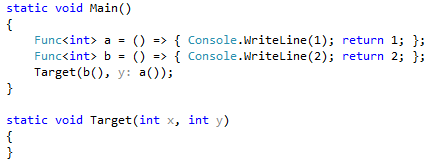 static void Main()
{
    Func<int> a = () => { Console.WriteLine(1); return 1; };
    Func<int> b = () => { Console.WriteLine(2); return 2; };
    Target(b(), y: a());
}

static void Target(int x, int y)
{
}